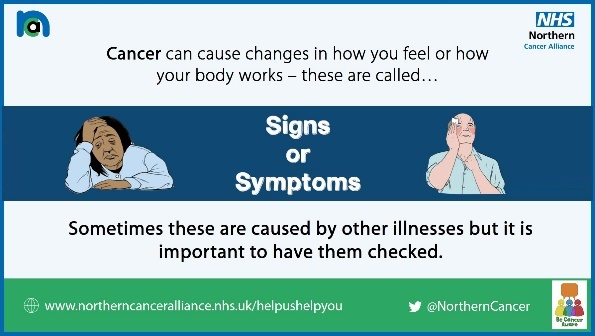 nca
NHS
Northern
Cancer Alliance
Cancer can cause changes in how you feel or how
your body works – these are called…
Signs
or
Symptoms
Sometimes these are caused by other illnesses but it is
important to have them checked.
www.northerncanceralliance.nhs.uk/helpushelpyou
@NorthernCancer
Be Cancer
Aware